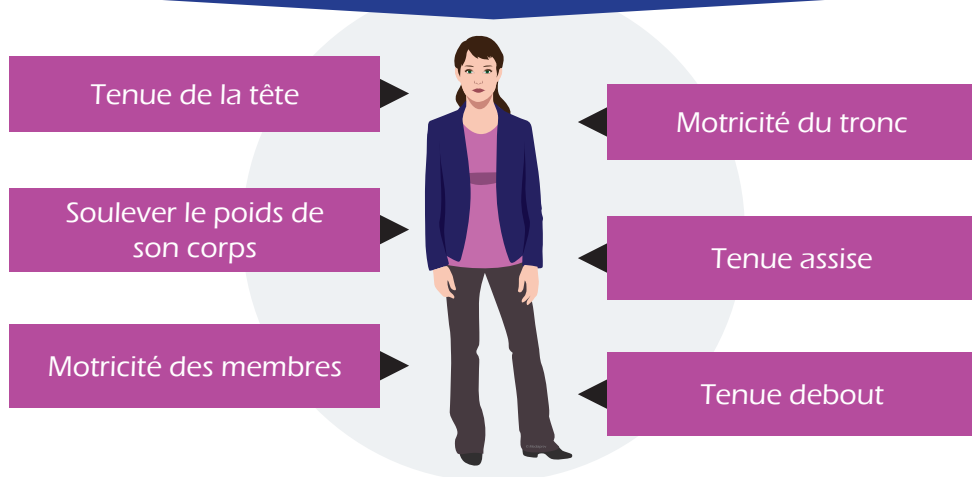 Tenue de la tête
Motricité du tronc
Soulever le poids de
son corps
Tenue assise
Motricité des membres
Tenue debout